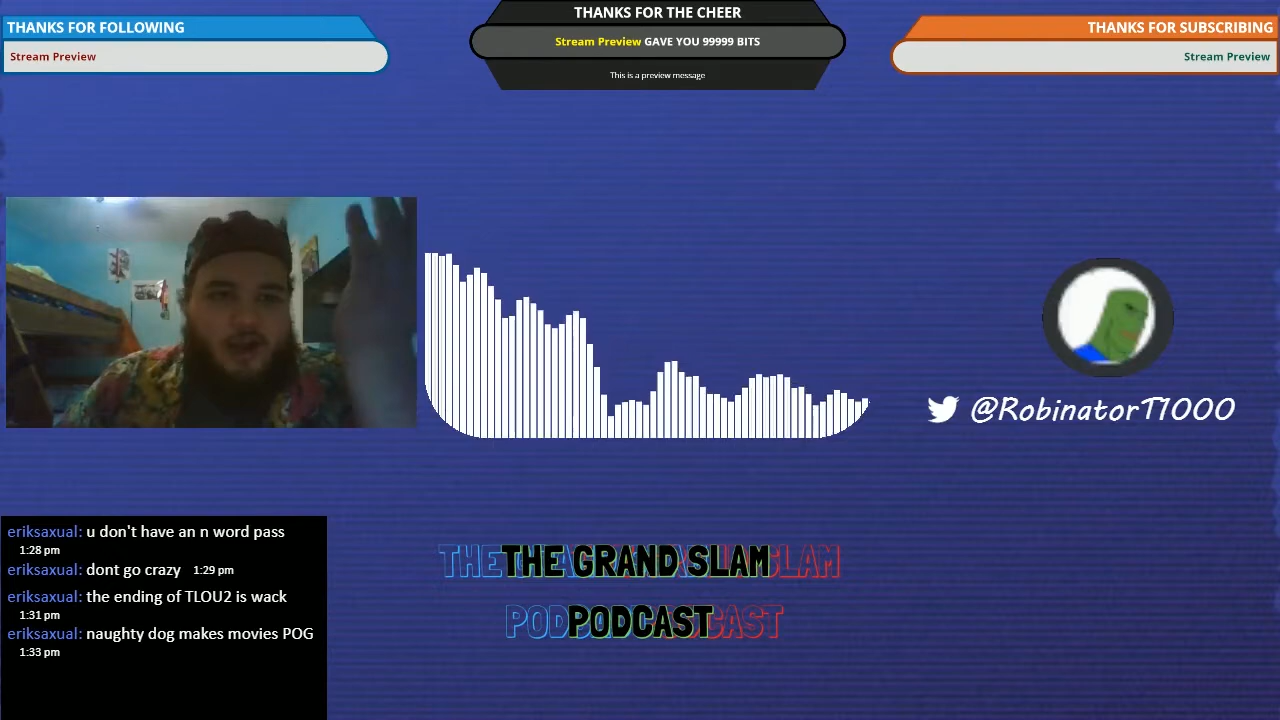 THANKS FOR FOLLOWING
Stream Preview
THANKS FOR THE CHEER
Stream Preview GAVE YOU 99999 BITS
This is a preview message
THANKS FOR SUBSCRIBING
Stream Preview
@RobinatorT1000
eriksaxual: u don't have an n word pass
1:28 pm
eriksaxual: dont go crazy 1:29 pm
eriksaxual: the ending of TLOU2 is wack
1:31 pm
eriksaxual: naughty dog makes movies POG
1:33 pm
THE GRAND SLAM
PODCAST